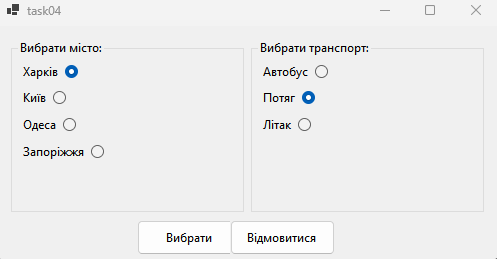 task04
Вибрати місто:
Харків
Київ
Одеса
Запоріжжя
Вибрати транспорт:
Автобус
Потяг
Літак
Вибрати
Відмовитися